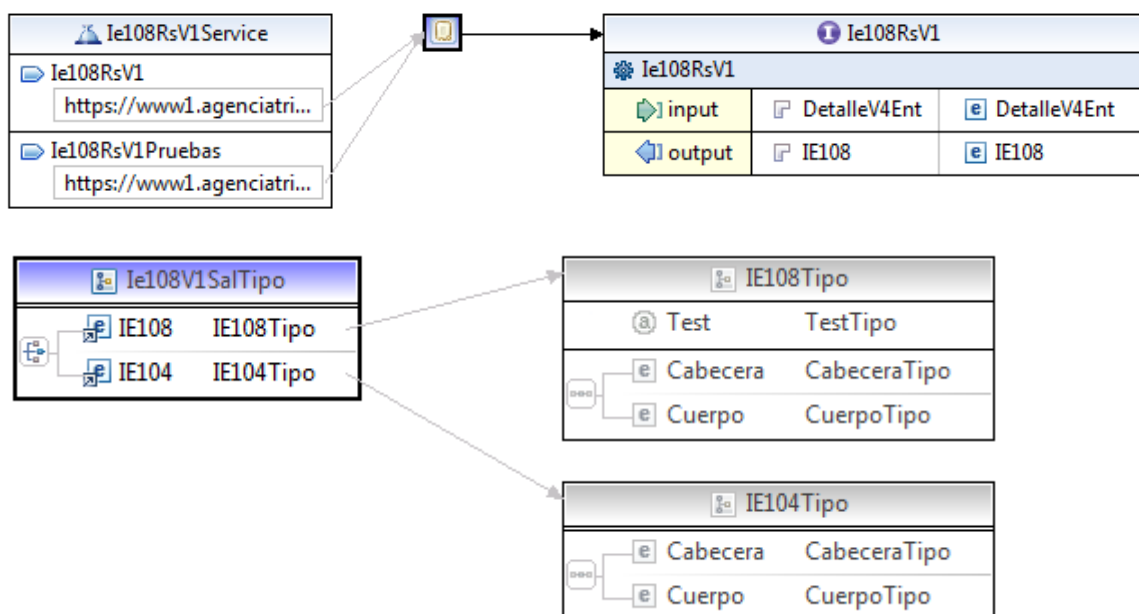 Ie108RsV1Service
Ie108RsV1
https://www1.agenciatri...
Ie108RsV1Pruebas
https://www1.agenciatri...
Ie108RsV1
Ie108RsV1
input DetalleV4Ent DetalleV4Ent
output IE108 IE108
Ie108V1SalTipo
IE108 IE108Tipo
IE104 IE104Tipo
IE108Tipo
Test TestTipo
Cabecera CabeceraTipo
Cuerpo CuerpoTipo
IE104Tipo
Cabecera CabeceraTipo
Cuerpo CuerpoTipo